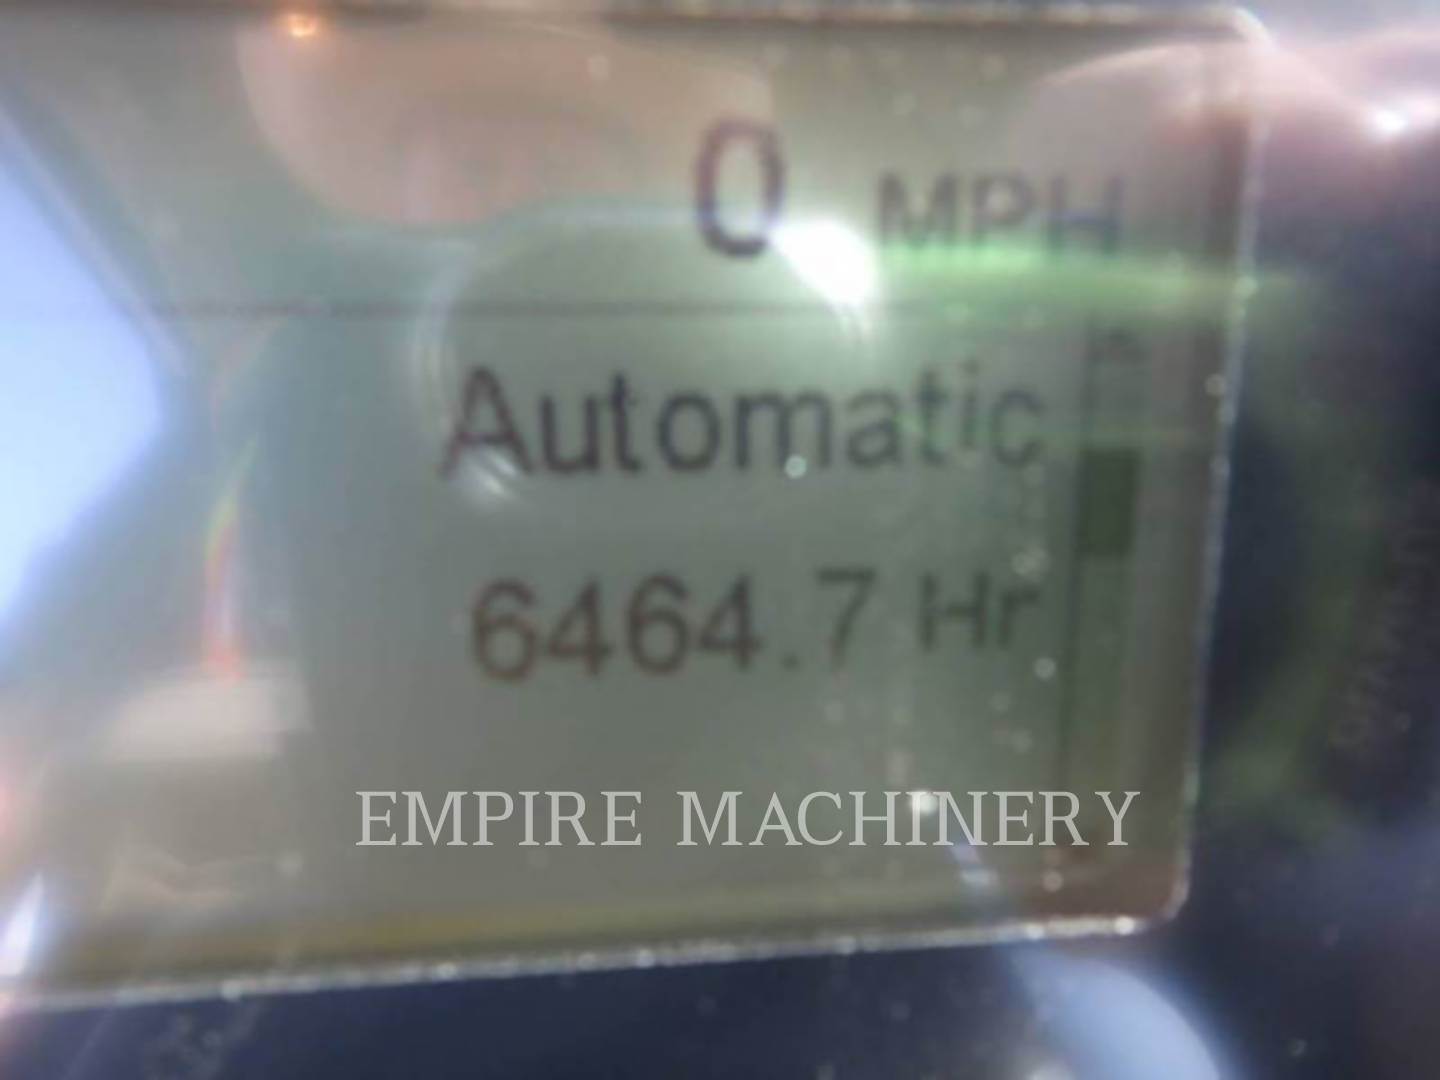 0 MPH
Automatic
6464.7 Hr
EMPIRE MACHINERY